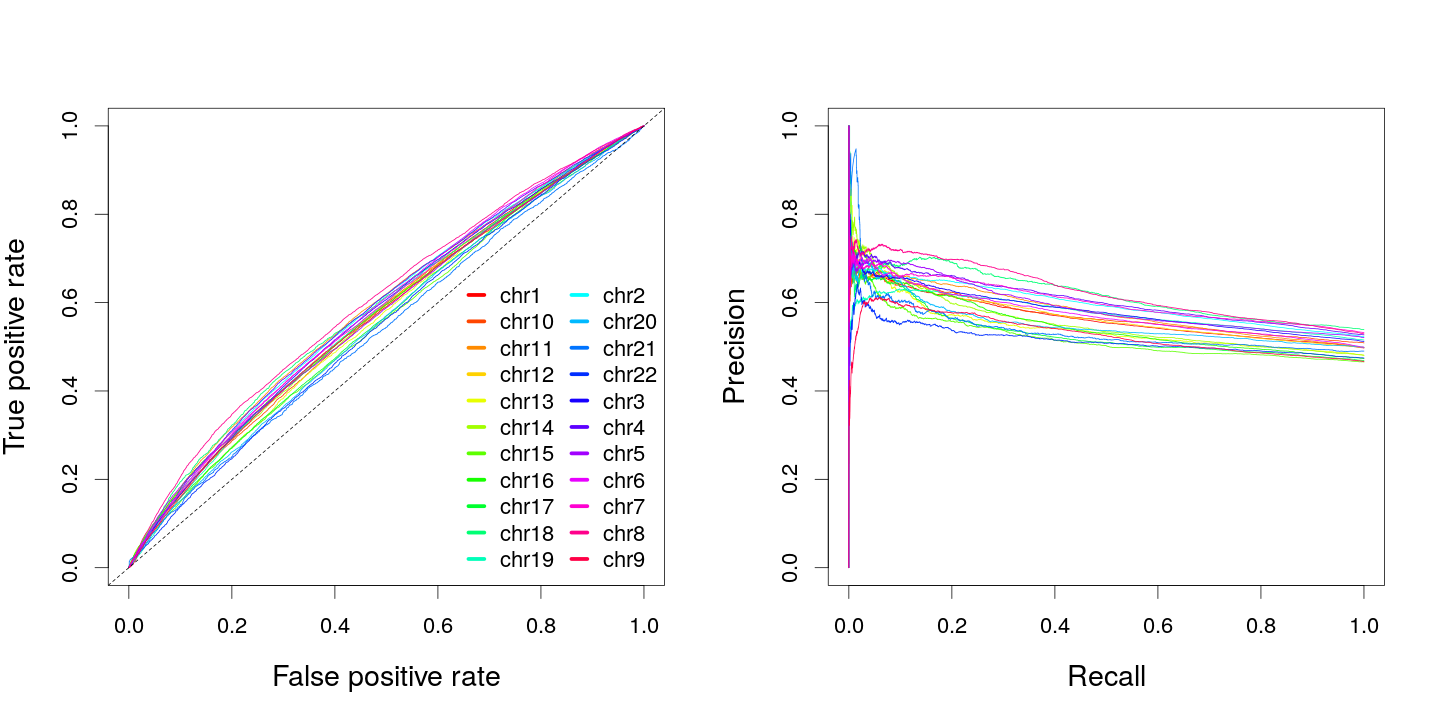 True positive rate
1.0
0.8
0.6
0.4
0.2
0.0
chr1 chr2
chr10 chr20
chr11 chr21
chr12 chr22
chr13 chr3
chr14 chr4
chr15 chr5
chr16 chr6
chr17 chr7
chr18 chr8
chr19 chr9
0.0 0.2 0.4 0.6 0.8 1.0
False positive rate
Precision
1.0
0.8
0.6
0.4
0.2
0.0
0.0 0.2 0.4 0.6 0.8 1.0
Recall